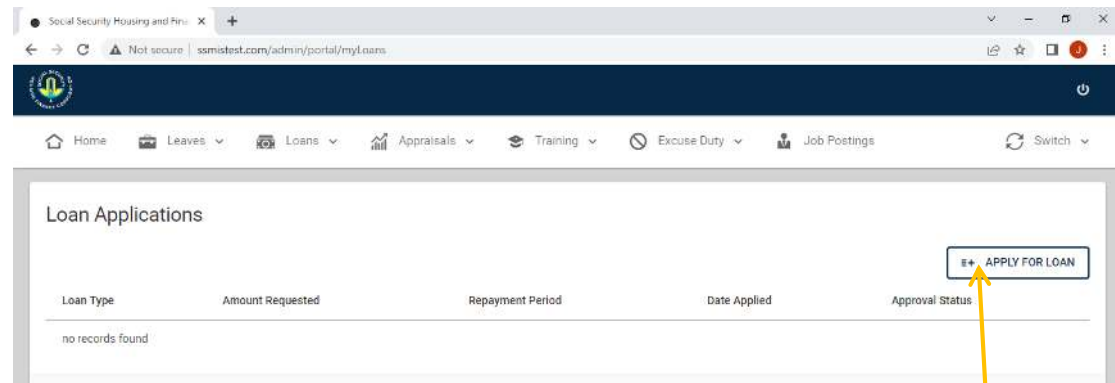 Social Security Housing and Fina
Not secure | ssmistest.com/admin/portal/myLoans
J
Home Leaves Loans Appraisals Training Excuse Duty Job Postings Switch
Loan Applications
APPLY FOR LOAN
Loan Type Amount Requested Repayment Period Date Applied Approval Status
no records found